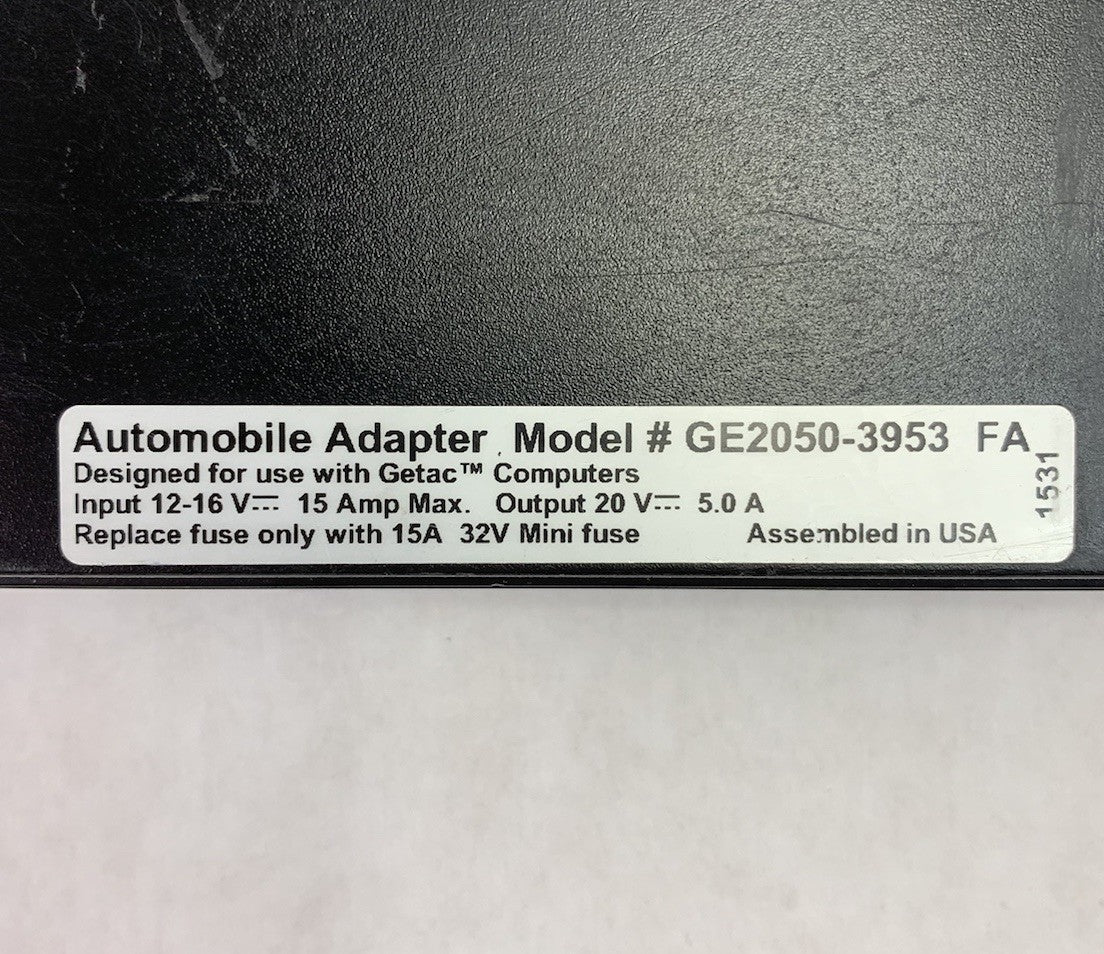 Automobile Adapter Model # GE2050-3953 FA
Designed for use with Getac™ Computers
Input 12-16 V⎓ 15 Amp Max. Output 20 V⎓ 5.0 A
Replace fuse only with 15A 32V Mini fuse Assembled in USA
1531